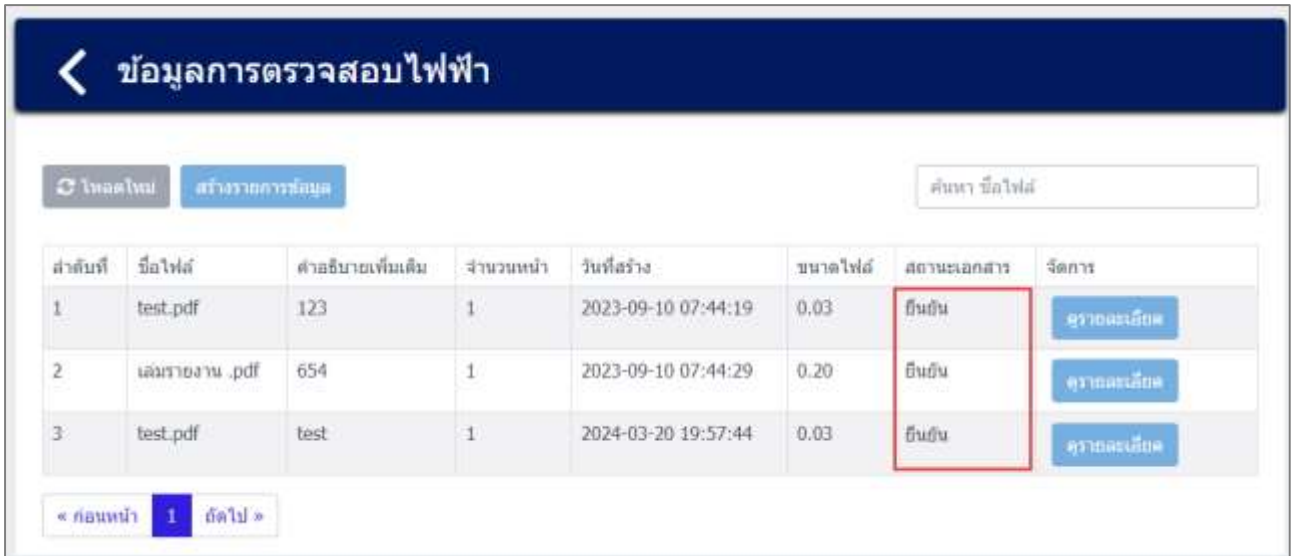 ข้อมูลการตรวจสอบไฟฟ้า
โหลดใหม่ สร้างรายการข้อมูล ค้นหา ชื่อไฟล์
ลำดับที่ ชื่อไฟล์ คำอธิบายเพิ่มเติม จำนวนหน้า วันที่สร้าง ขนาดไฟล์ สถานะเอกสาร จัดการ
1 test.pdf 123 1 2023-09-10 07:44:19 0.03 ยืนยัน ดูรายละเอียด
2 เล่มรายงาน .pdf 654 1 2023-09-10 07:44:29 0.20 ยืนยัน ดูรายละเอียด
3 test.pdf test 1 2024-03-20 19:57:44 0.03 ยืนยัน ดูรายละเอียด
« ก่อนหน้า 1 ถัดไป »